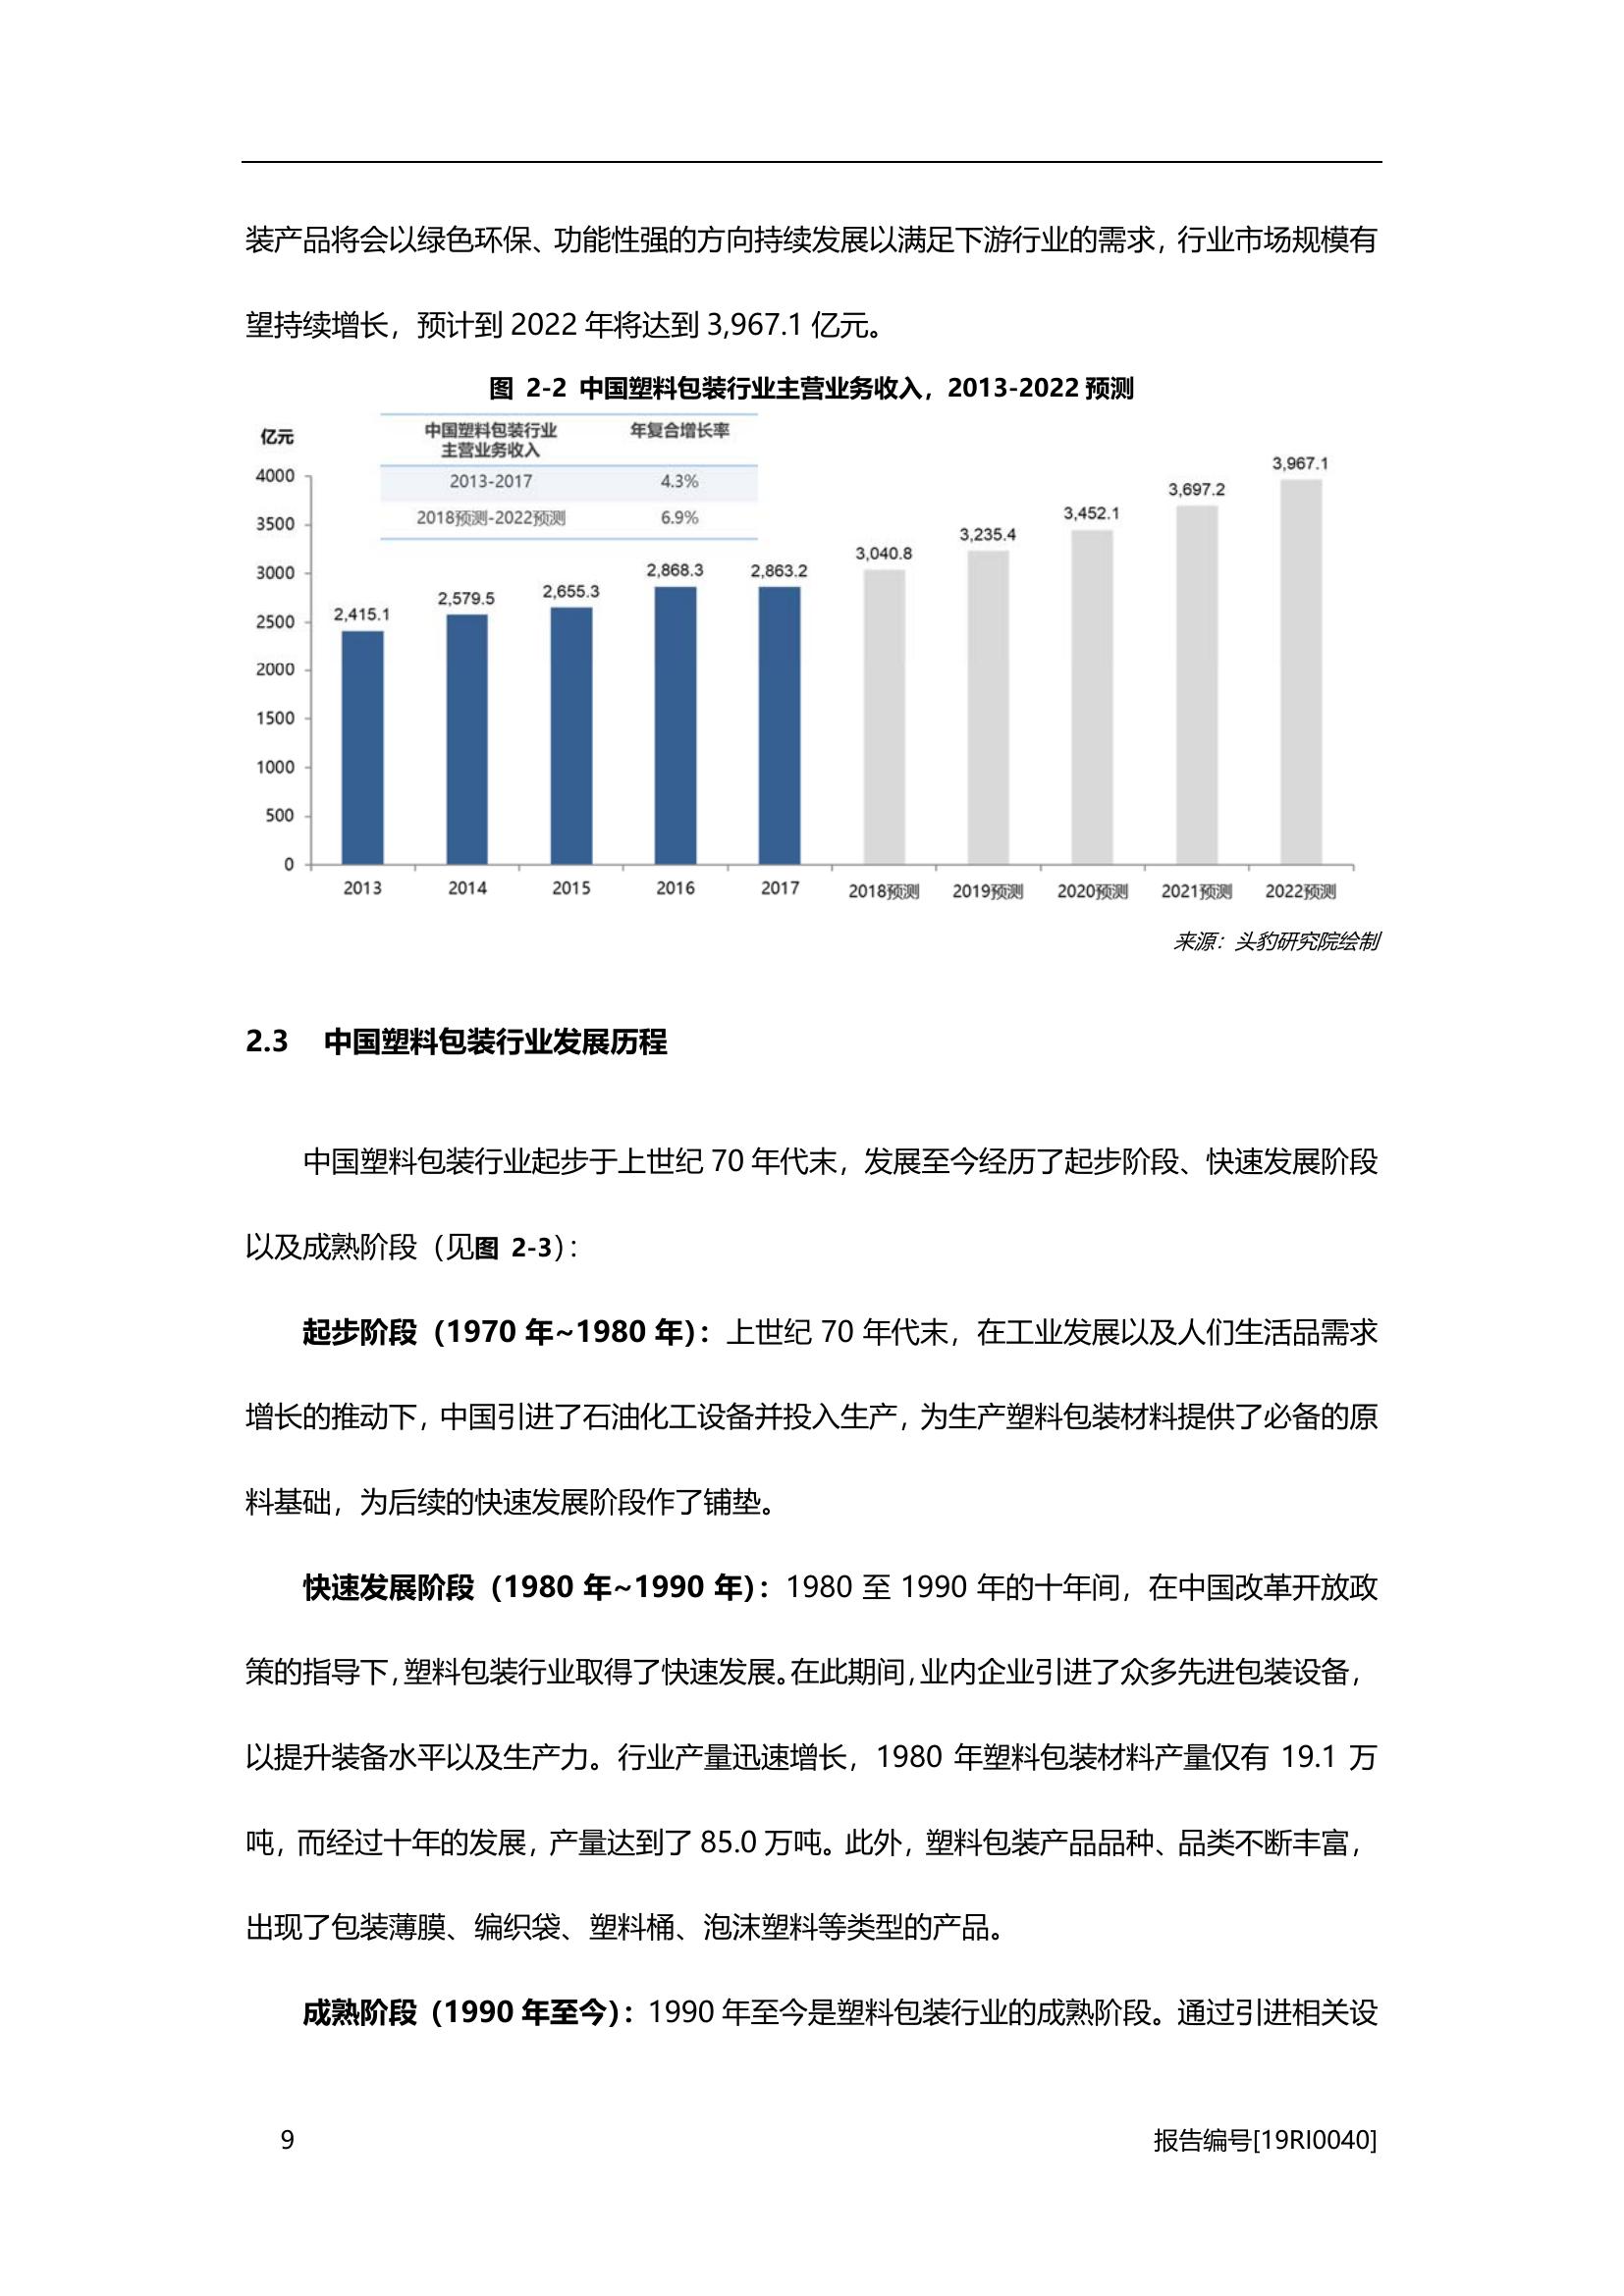 装产品将会以绿色环保、功能性强的方向持续发展以满足下游行业的需求，行业市场规模有
望持续增长，预计到 2022 年将达到 3,967.1 亿元。
图 2-2 中国塑料包装行业主营业务收入，2013-2022 预测
亿元
中国塑料包装行业 年复合增长率
主营业务收入
2013-2017 4.3%
2018预测-2022预测 6.9%
4000
3500
3000
2500
2000
1500
1000
500
0
2,415.1
2,579.5
2,655.3
2,868.3
2,863.2
3,040.8
3,235.4
3,452.1
3,697.2
3,967.1
2013 2014 2015 2016 2017 2018预测 2019预测 2020预测 2021预测 2022预测
来源：头豹研究院绘制
2.3 中国塑料包装行业发展历程
中国塑料包装行业起步于上世纪 70 年代末，发展至今经历了起步阶段、快速发展阶段
以及成熟阶段（见图 2-3）：
起步阶段（1970 年~1980 年）：上世纪 70 年代末，在工业发展以及人们生活品需求
增长的推动下，中国引进了石油化工设备并投入生产，为生产塑料包装材料提供了必备的原
料基础，为后续的快速发展阶段作了铺垫。
快速发展阶段（1980 年~1990 年）：1980 至 1990 年的十年间，在中国改革开放政
策的指导下，塑料包装行业取得了快速发展。在此期间，业内企业引进了众多先进包装设备，
以提升装备水平以及生产力。行业产量迅速增长，1980 年塑料包装材料产量仅有 19.1 万
吨，而经过十年的发展，产量达到了 85.0 万吨。此外，塑料包装产品品种、品类不断丰富，
出现了包装薄膜、编织袋、塑料桶、泡沫塑料等类型的产品。
成熟阶段（1990 年至今）：1990 年至今是塑料包装行业的成熟阶段。通过引进相关设
9 报告编号[19RI0040]